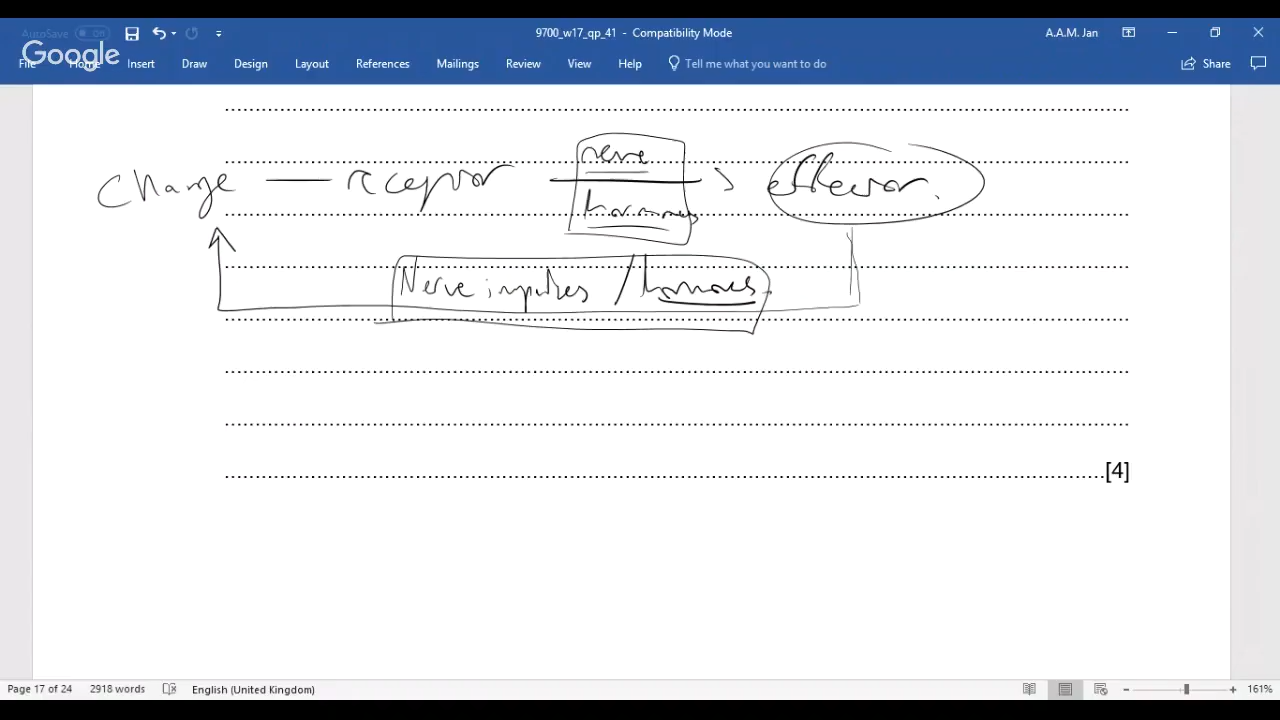 AutoSave Off 9700_w17_qp_41 - Compatibility Mode A.A.M. Jan
Google
File Home Insert Draw Design Layout References Mailings Review View Help Tell me what you want to do Share
nerve
Change receptor effector.
hormones
Nerve impulses / hormones.
[4]
Page 17 of 24 2918 words English (United Kingdom) 161%